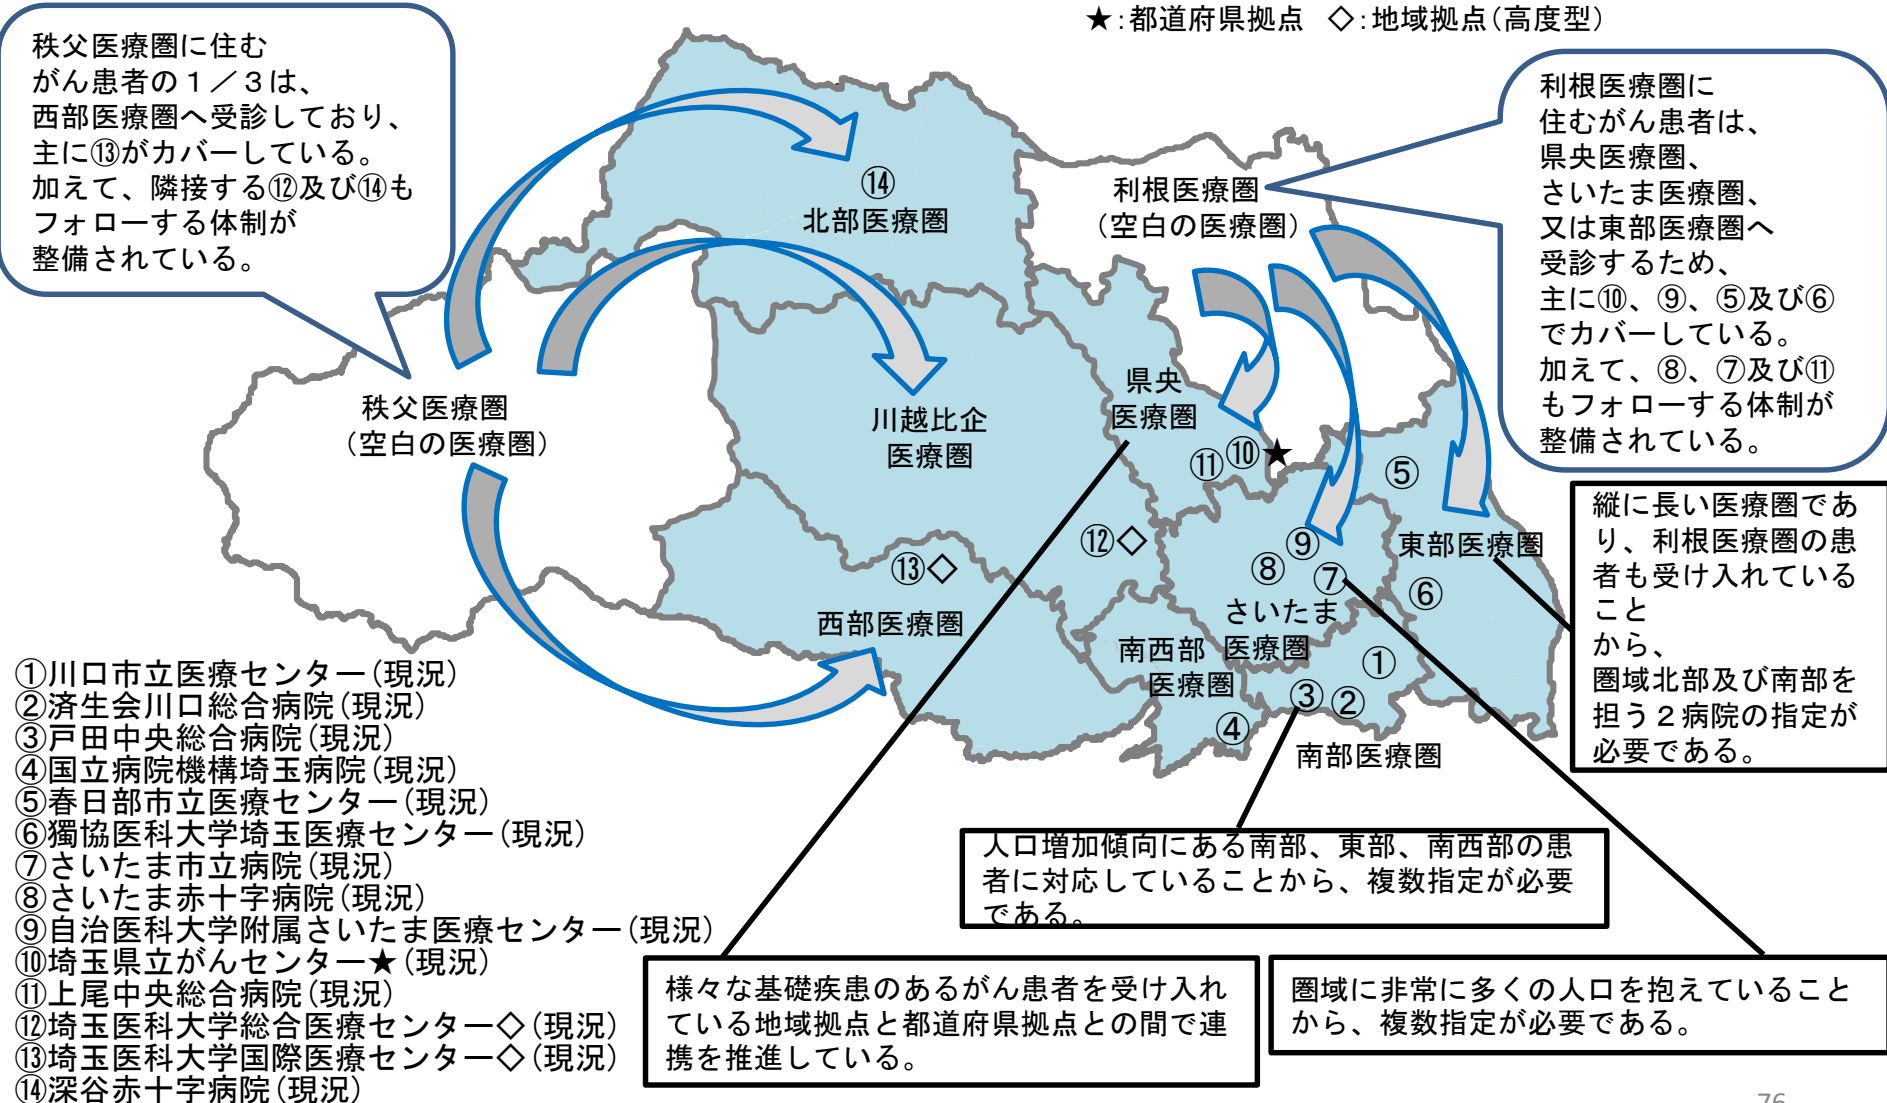 ★:都道府県拠点 ◇:地域拠点(高度型)
秩父医療圏に住む
がん患者の1/3は、
西部医療圏へ受診しており、
主に⑬がカバーしている。
加えて、隣接する⑫及び⑭も
フォローする体制が
整備されている。
利根医療圏に
住むがん患者は、
県央医療圏、
さいたま医療圏、
又は東部医療圏へ
受診するため、
主に⑩、⑨、⑤及び⑥
でカバーしている。
加えて、⑧、⑦及び⑪
もフォローする体制が
整備されている。
⑭
北部医療圏
利根医療圏
(空白の医療圏)
秩父医療圏
(空白の医療圏)
川越比企
医療圏
県央
医療圏
⑪
⑩★
⑤
⑫◇
⑬◇
西部医療圏
⑨
⑧
⑦
さいたま
医療圏
東部医療圏
⑥
南西部
医療圏
④
①
③
②
南部医療圏
縦に長い医療圏であ
り、利根医療圏の患
者も受け入れている
こと
から、
圏域北部及び南部を
担う2病院の指定が
必要である。
人口増加傾向にある南部、東部、南西部の患
者に対応していることから、複数指定が必要
である。
様々な基礎疾患のあるがん患者を受け入れ
ている地域拠点と都道府県拠点との間で連
携を推進している。
圏域に非常に多くの人口を抱えていること
から、複数指定が必要である。
①川口市立医療センター(現況)
②済生会川口総合病院(現況)
③戸田中央総合病院(現況)
④国立病院機構埼玉病院(現況)
⑤春日部市立医療センター(現況)
⑥獨協医科大学埼玉医療センター(現況)
⑦さいたま市立病院(現況)
⑧さいたま赤十字病院(現況)
⑨自治医科大学附属さいたま医療センター(現況)
⑩埼玉県立がんセンター★(現況)
⑪上尾中央総合病院(現況)
⑫埼玉医科大学総合医療センター◇(現況)
⑬埼玉医科大学国際医療センター◇(現況)
⑭深谷赤十字病院(現況)
76